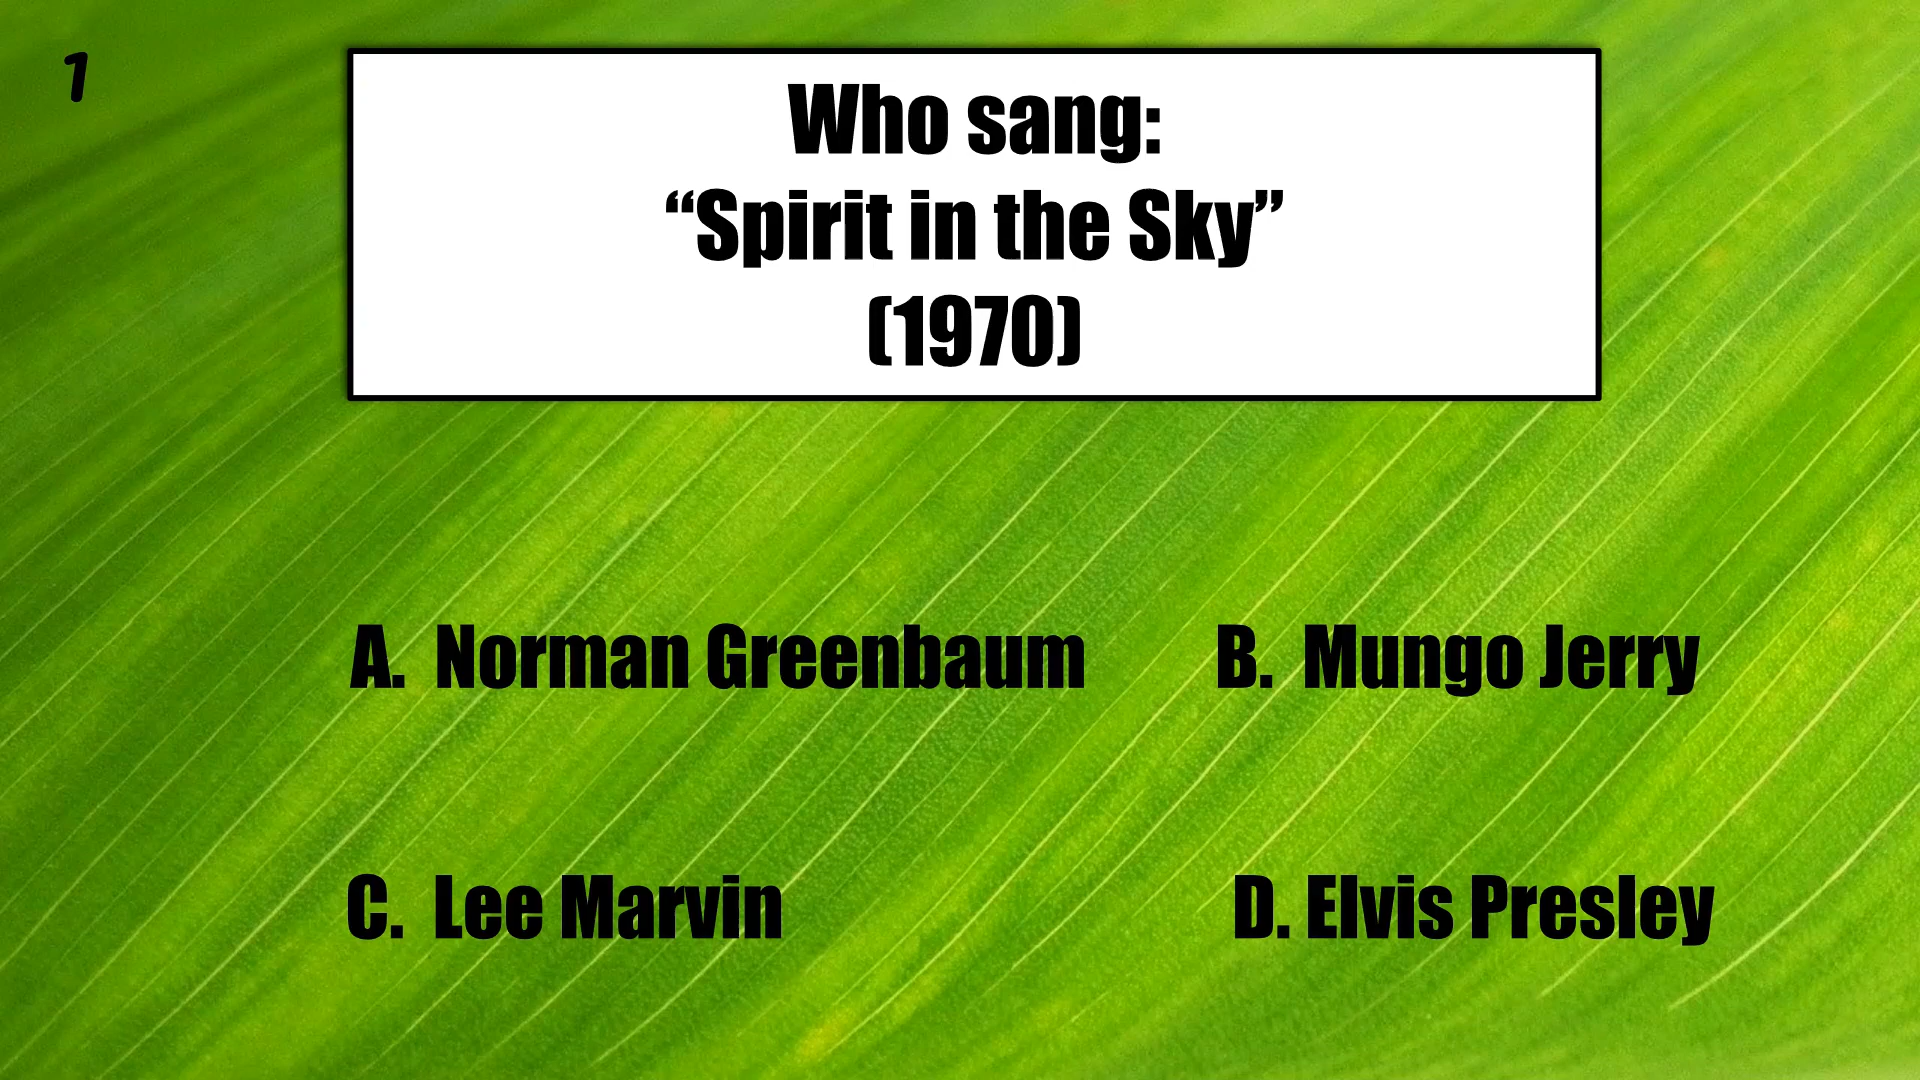 1
Who sang:
“Spirit in the Sky”
(1970)
A. Norman Greenbaum
B. Mungo Jerry
C. Lee Marvin
D. Elvis Presley